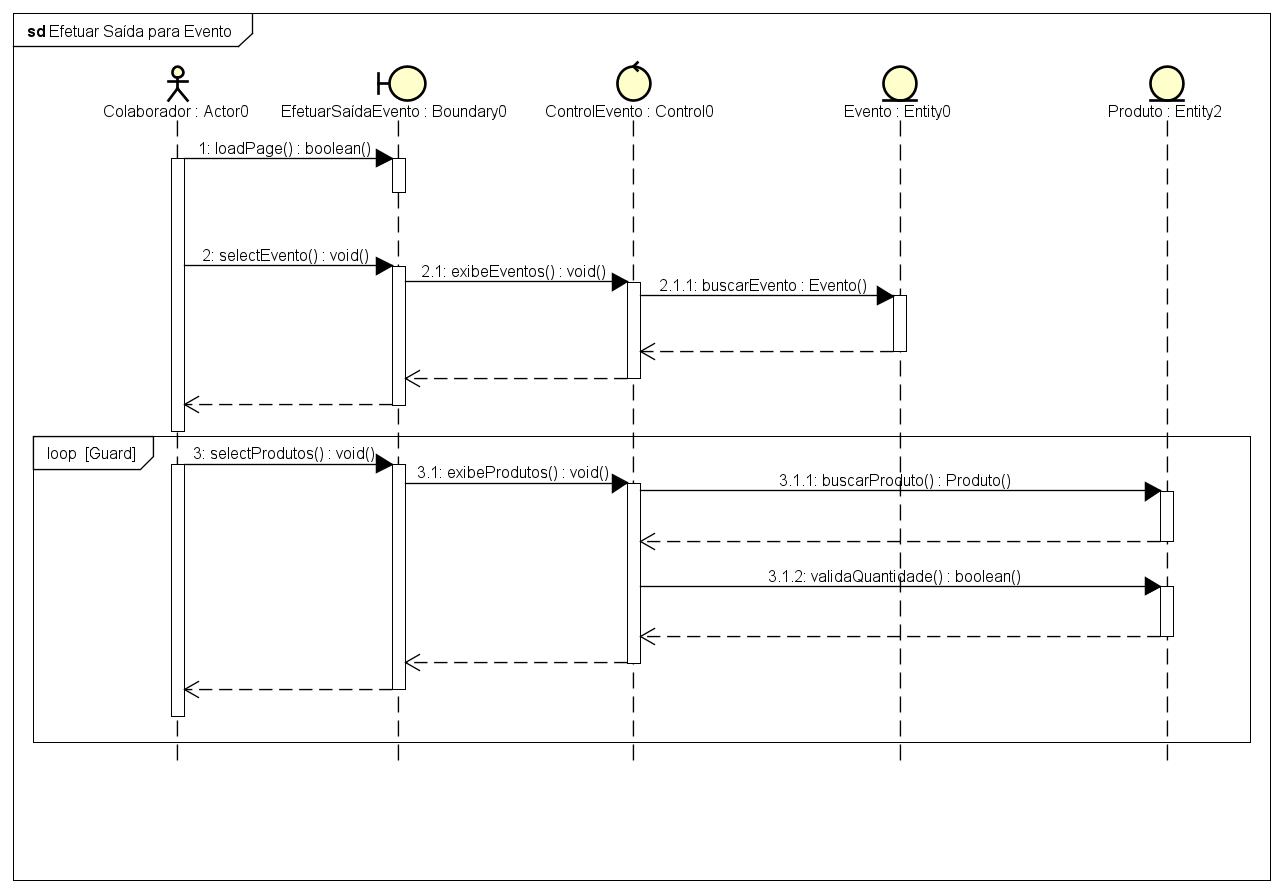 sd Efetuar Saída para Evento
Colaborador : Actor0
EfetuarSaídaEvento : Boundary0
ControlEvento : Control0
Evento : Entity0
Produto : Entity2
1: loadPage() : boolean()
2: selectEvento() : void()
2.1: exibeEventos() : void()
2.1.1: buscarEvento : Evento()
loop [Guard]
3: selectProdutos() : void()
3.1: exibeProdutos() : void()
3.1.1: buscarProduto() : Produto()
3.1.2: validaQuantidade() : boolean()